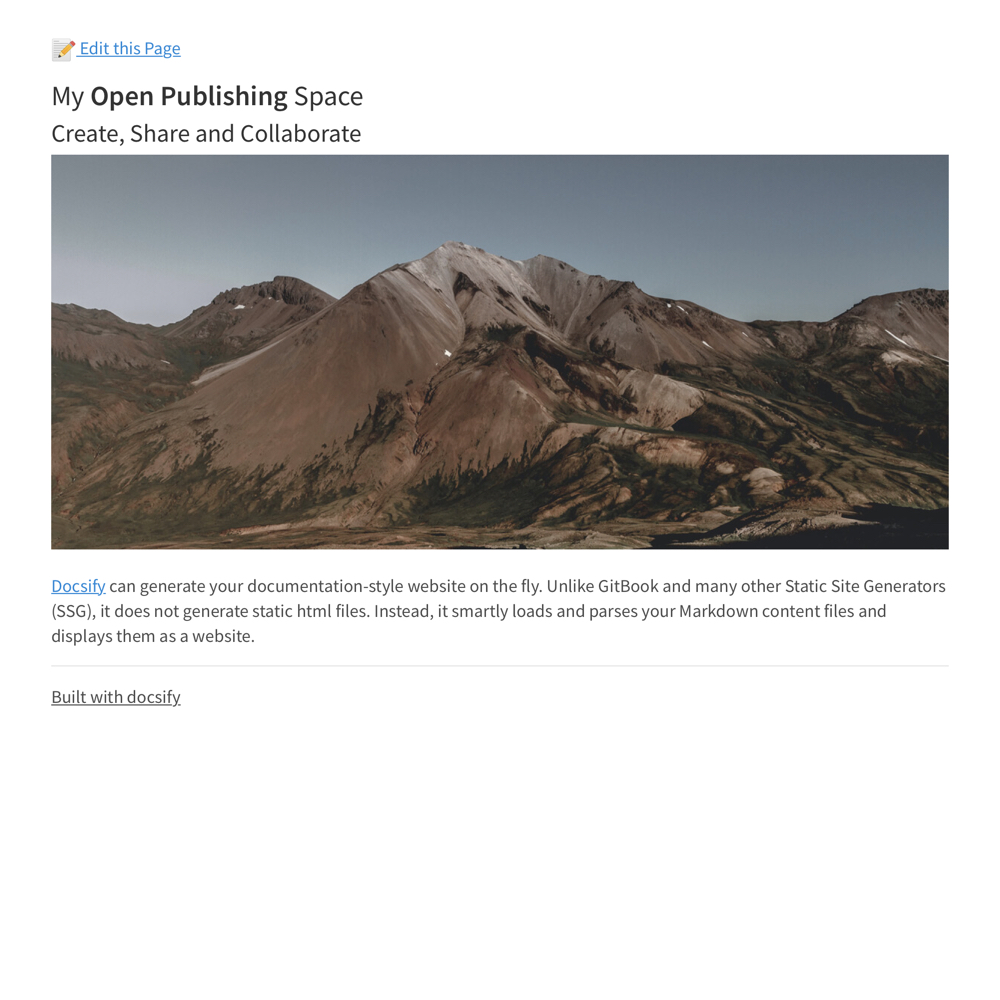 Edit this Page
My Open Publishing Space
Create, Share and Collaborate
Docsify can generate your documentation-style website on the fly. Unlike GitBook and many other Static Site Generators
(SSG), it does not generate static html files. Instead, it smartly loads and parses your Markdown content files and
displays them as a website.
Built with docsify